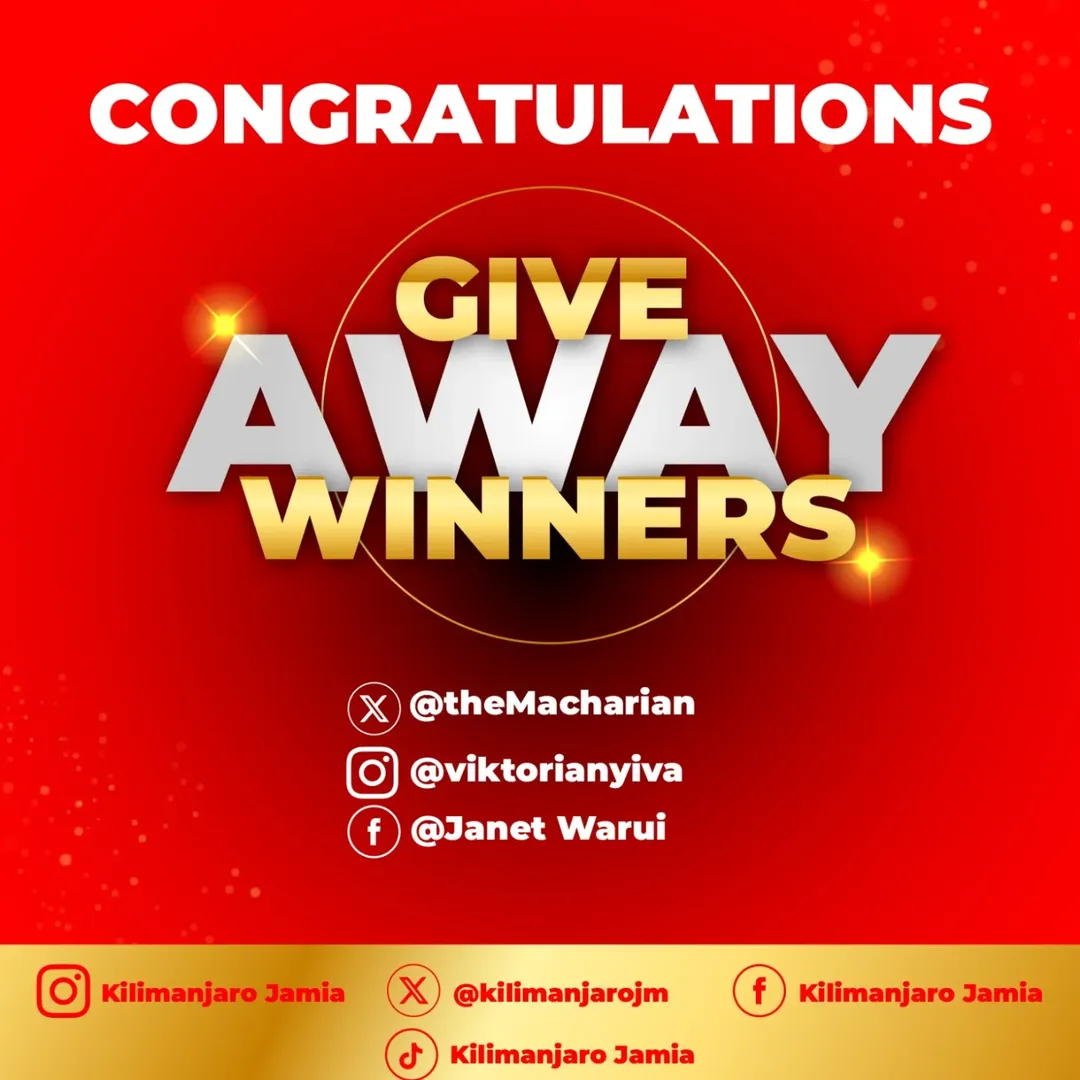 CONGRATULATIONS
GIVE
AWAY
WINNERS
@theMacharian
@viktorianyiva
@Janet Warui
Kilimanjaro Jamia @kilimanjarojm Kilimanjaro Jamia
Kilimanjaro Jamia